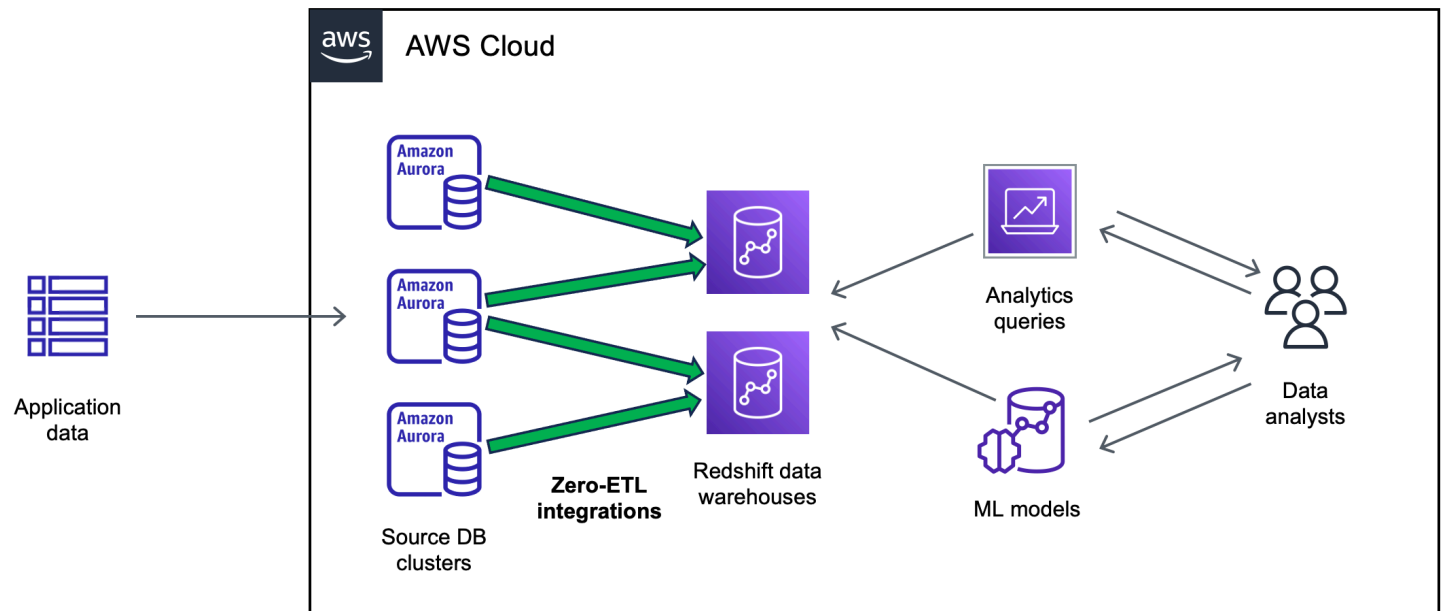 aws
AWS Cloud
Amazon
Aurora
Amazon
Aurora
Amazon
Aurora
Application
data
Source DB
clusters
Zero-ETL
integrations
Redshift data
warehouses
Analytics
queries
ML models
Data
analysts